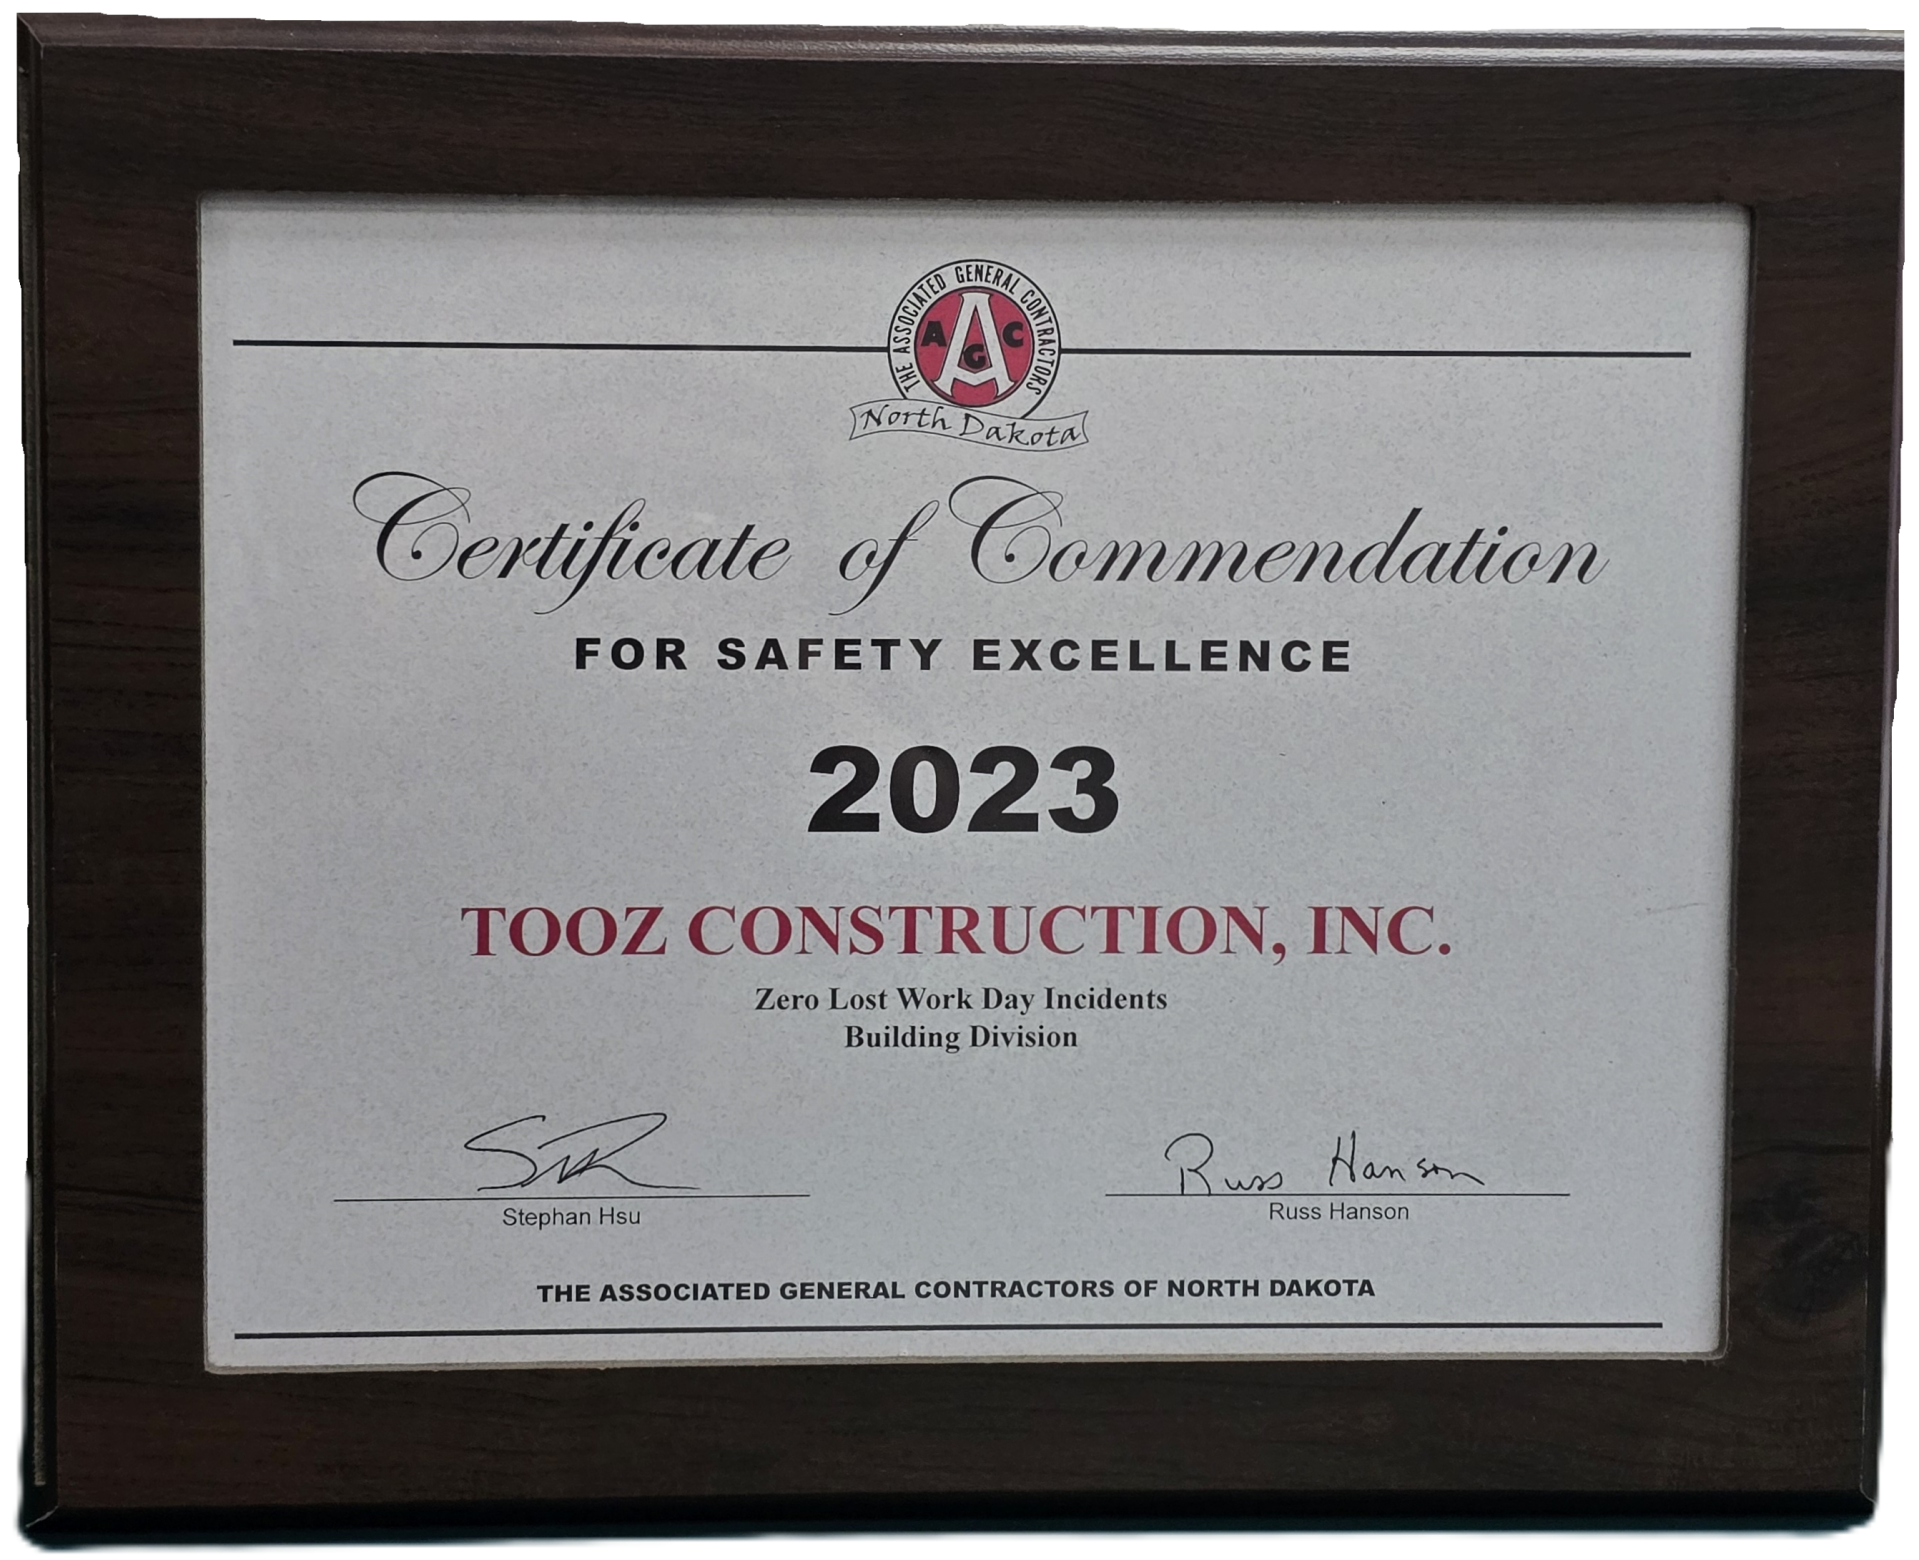 THE ASSOCIATED GENERAL CONTRACTORS
A G C
North Dakota
Certificate of Commendation
FOR SAFETY EXCELLENCE
2023
TOOZ CONSTRUCTION, INC.
Zero Lost Work Day Incidents
Building Division
Russ Hanson
Stephan Hsu
Russ Hanson
THE ASSOCIATED GENERAL CONTRACTORS OF NORTH DAKOTA